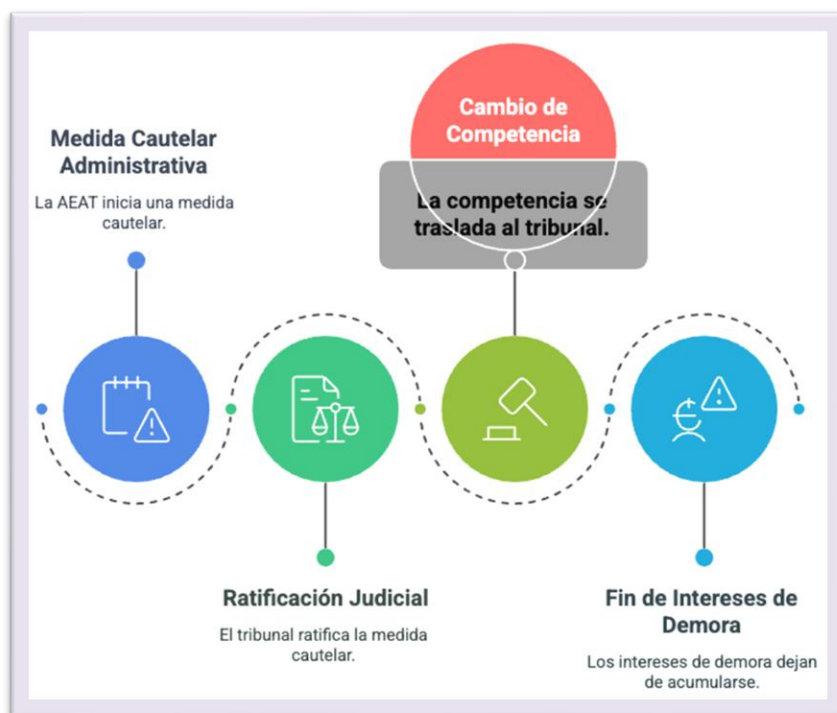 Medida Cautelar
Administrativa
La AEAT inicia una medida
cautelar.
Ratificación Judicial
El tribunal ratifica la medida
cautelar.
Cambio de
Competencia
La competencia se
traslada al tribunal.
Fin de Intereses de
Demora
Los intereses de demora dejan
de acumularse.